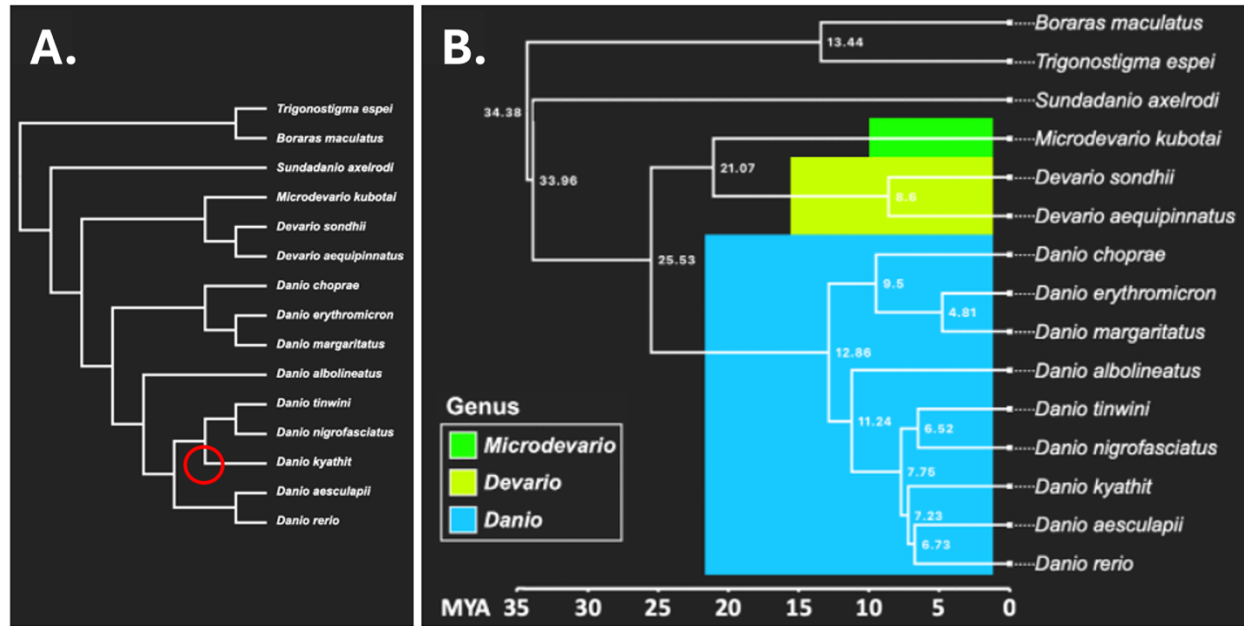 A.
Trigonostigma espei
Boraras maculatus
Sundadanio axelrodi
Microdevario kubotai
Devario sondhii
Devario aequipinnatus
Danio choprae
Danio erythromicron
Danio margaritatus
Danio albolineatus
Danio tinwini
Danio nigrofasciatus
Danio kyathit
Danio aesculapii
Danio rerio
B.
Boraras maculatus
13.44
Trigonostigma espei
Sundadanio axelrodi
34.38
Microdevario kubotai
21.07
33.96
Devario sondhii
8.6
Devario aequipinnatus
Danio choprae
25.53
9.5
Danio erythromicron
4.81
Danio margaritatus
12.86
Danio albolineatus
Danio tinwini
11.24
6.52
Danio nigrofasciatus
7.75
Danio kyathit
7.23
Danio aesculapii
6.73
Danio rerio
Genus
Microdevario
Devario
Danio
MYA 35 30 25 20 15 10 5 0